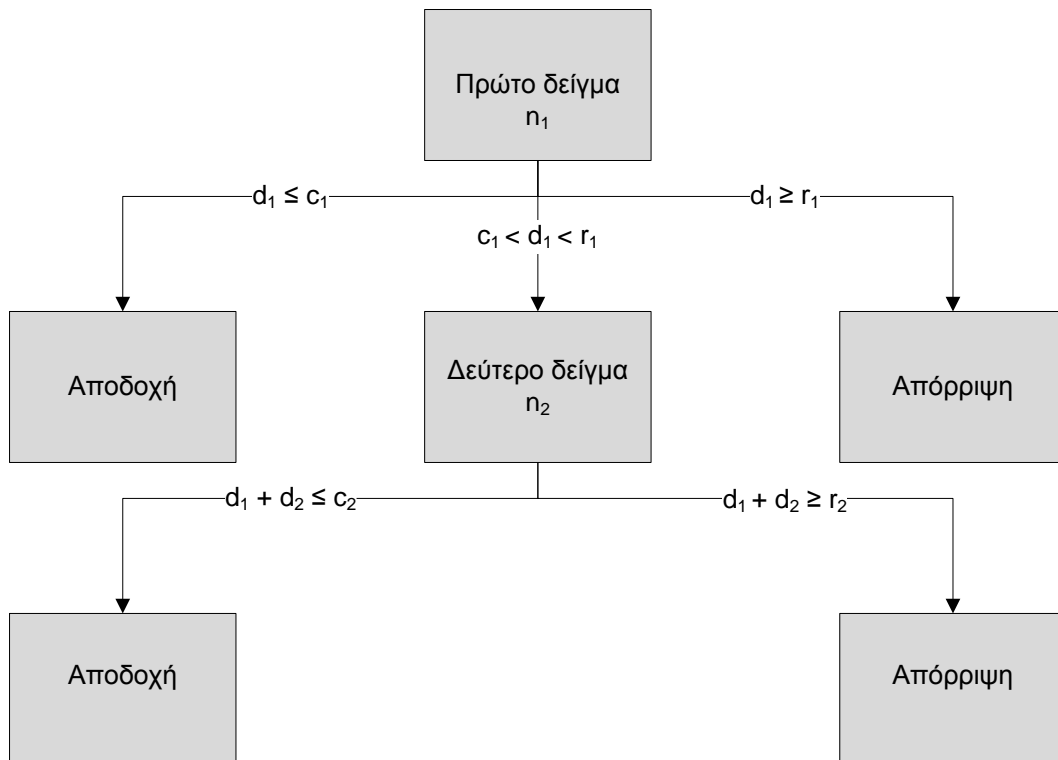 Πρώτο δείγμα
n₁
d₁ ≤ c₁
d₁ ≥ r₁
c₁ < d₁ < r₁
Αποδοχή
Δεύτερο δείγμα
n₂
Απόρριψη
d₁ + d₂ ≤ c₂
d₁ + d₂ ≥ r₂
Αποδοχή
Απόρριψη